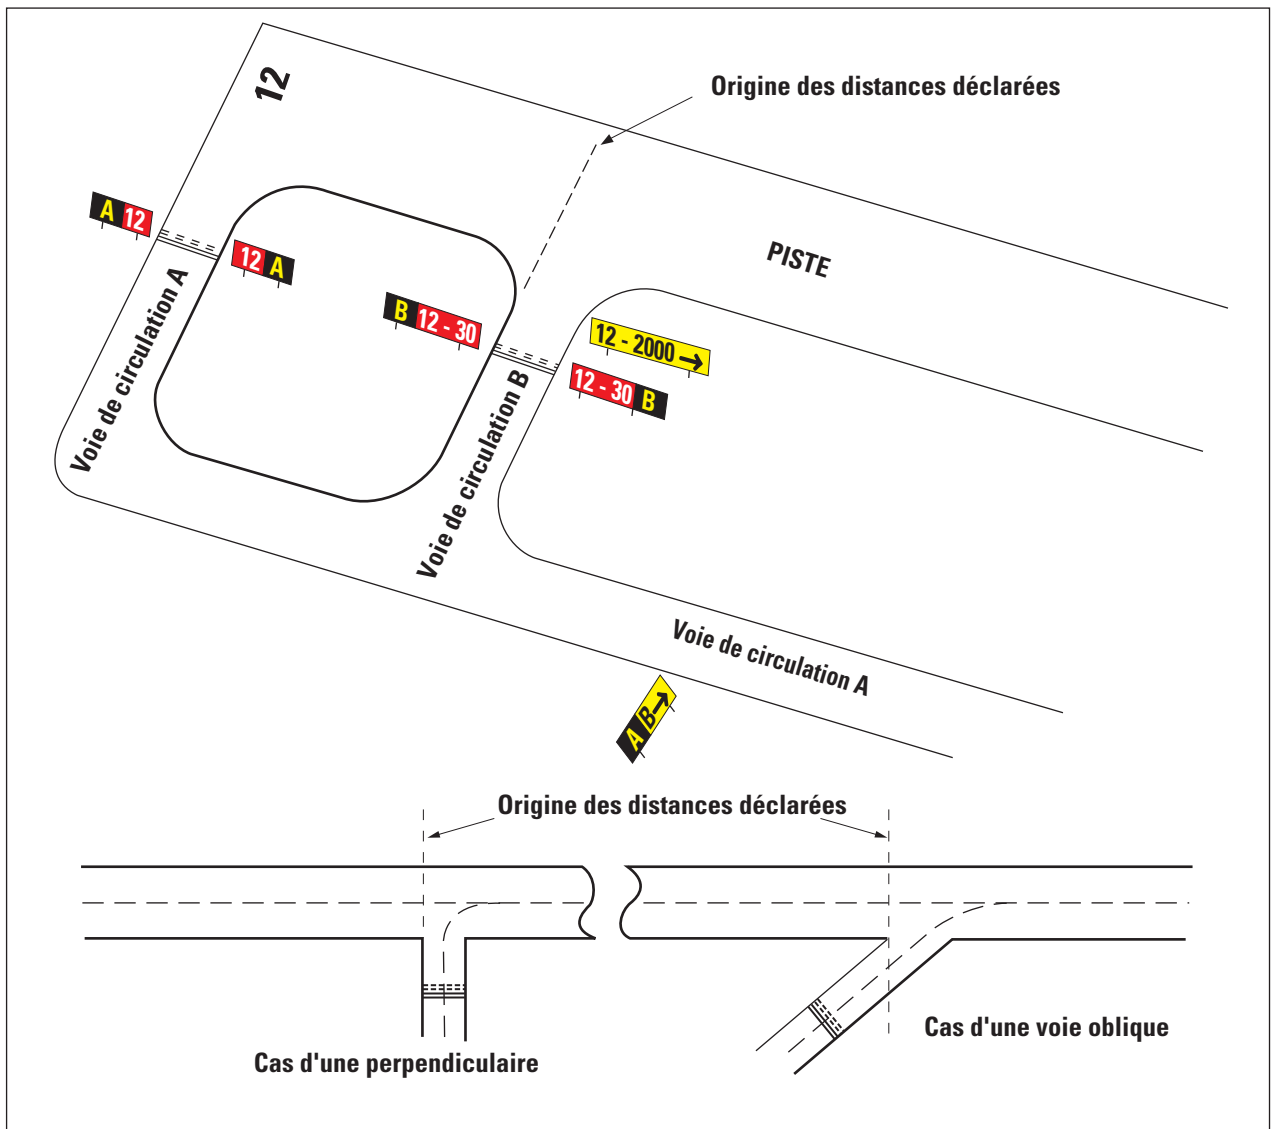 12
Origine des distances déclarées
A 12
12 A
PISTE
B 12 - 30
12 - 2000 →
12 - 30 B
Voie de circulation A
Voie de circulation B
Voie de circulation A
A B→
Origine des distances déclarées
Cas d'une voie oblique
Cas d'une perpendiculaire